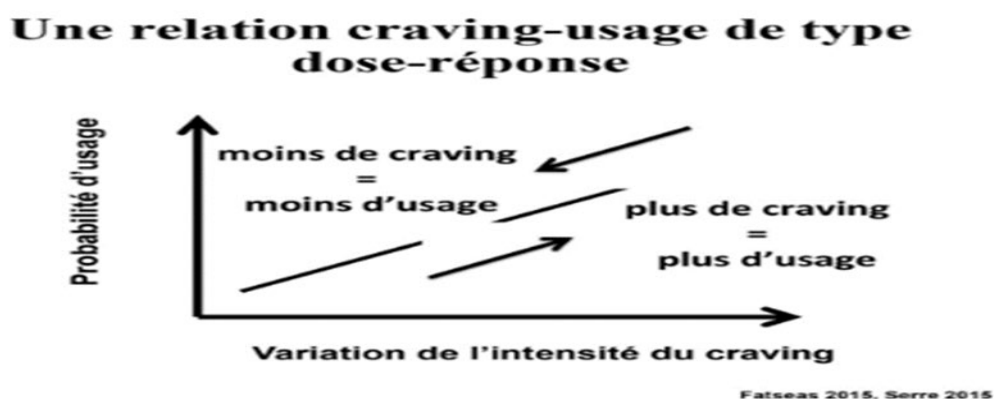 Une relation craving-usage de type
dose-réponse
Probabilité d'usage
moins de craving
=
moins d'usage
plus de craving
=
plus d'usage
Variation de l'intensité du craving
Fatseas 2015, Serre 2015